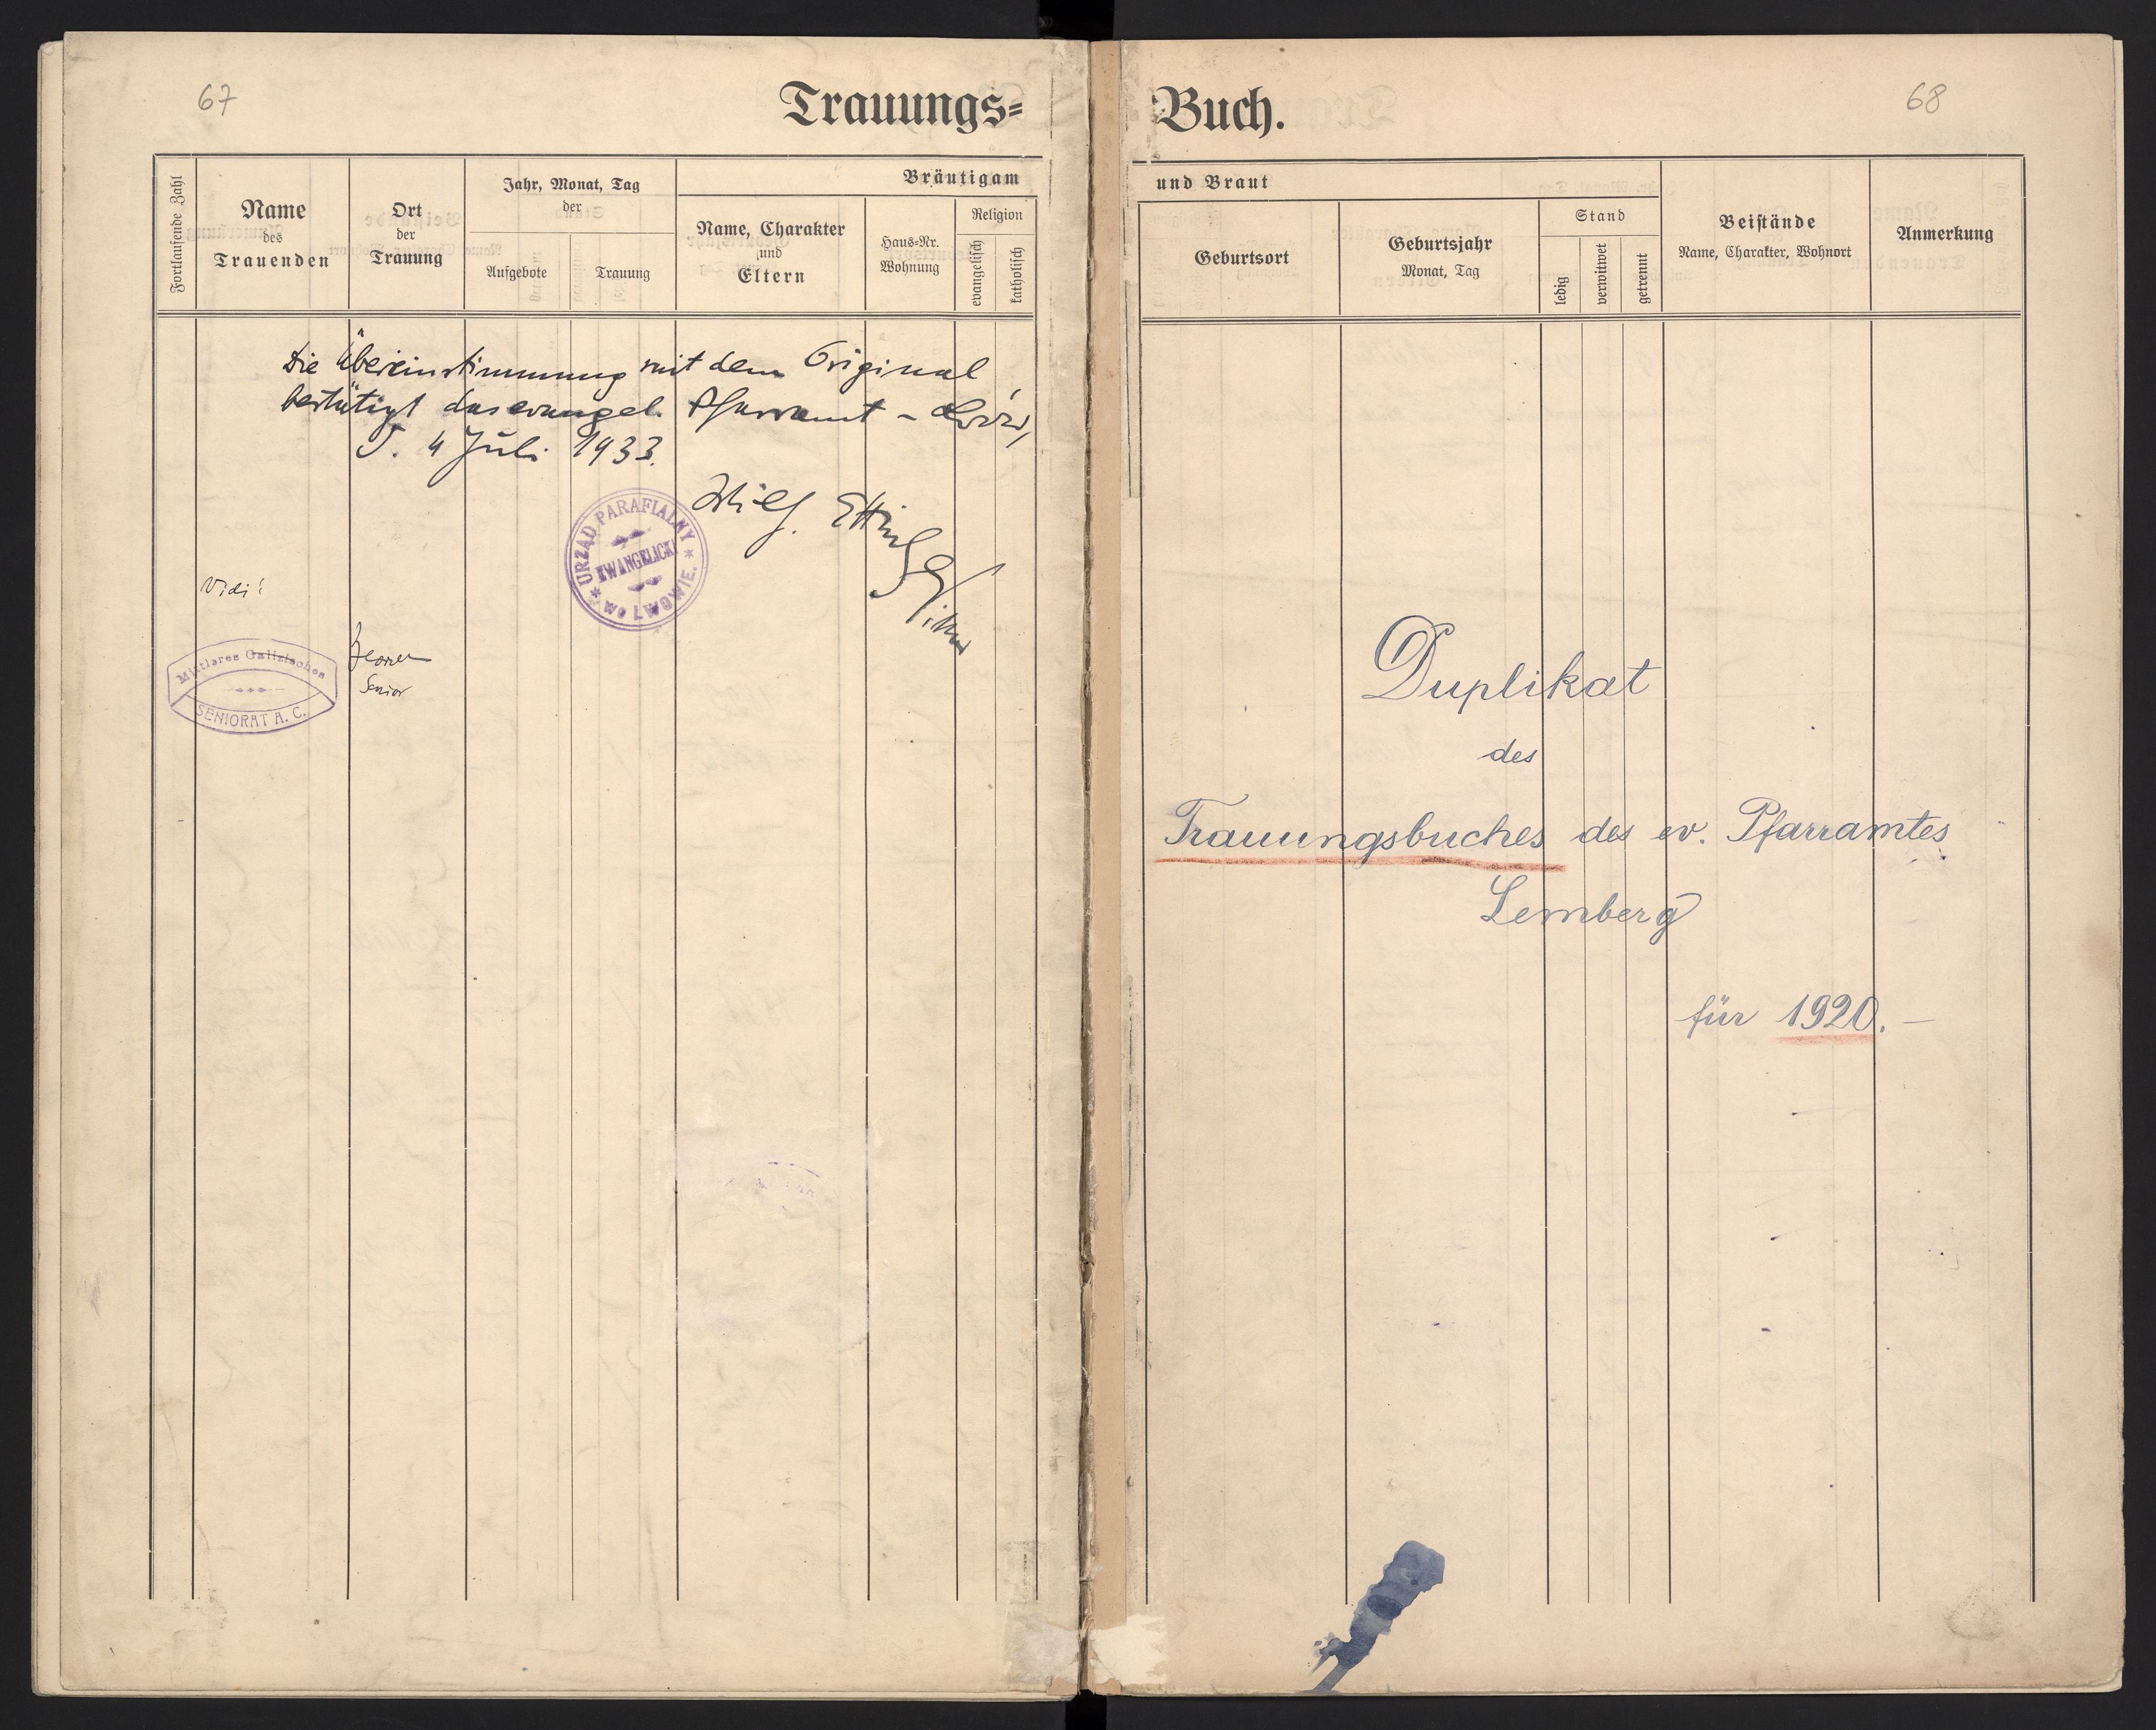 67
Trauungs=
Fortlaufende Zahl
Name
des
Trauenden
Ort
der
Trauung
Jahr, Monat, Tag
der
Aufgebote
Trauung
Bräutigam
Name, Charakter
und
Eltern
Haus-Nr.
Wohnung
Religion
evangelisch
katholisch
Die Übereinstimmung mit dem Original
bestätigt das evangel. Pfarramt - Lwów,
4 Juli 1933.
URZĄD PARAFIALNY
EWANGELICKI
WE LWOWIE.
Vidi!
Senior
Mittleres Galizisches
SENIORAT A. C.
68
Buch.
und Braut
Geburtsort
Geburtsjahr
Monat, Tag
Stand
ledig
verwitwet
getrennt
Beistände
Name, Charakter, Wohnort
Anmerkung
Duplikat
des
Trauungsbuches des ev. Pfarramtes
Lemberg
für 1920.—